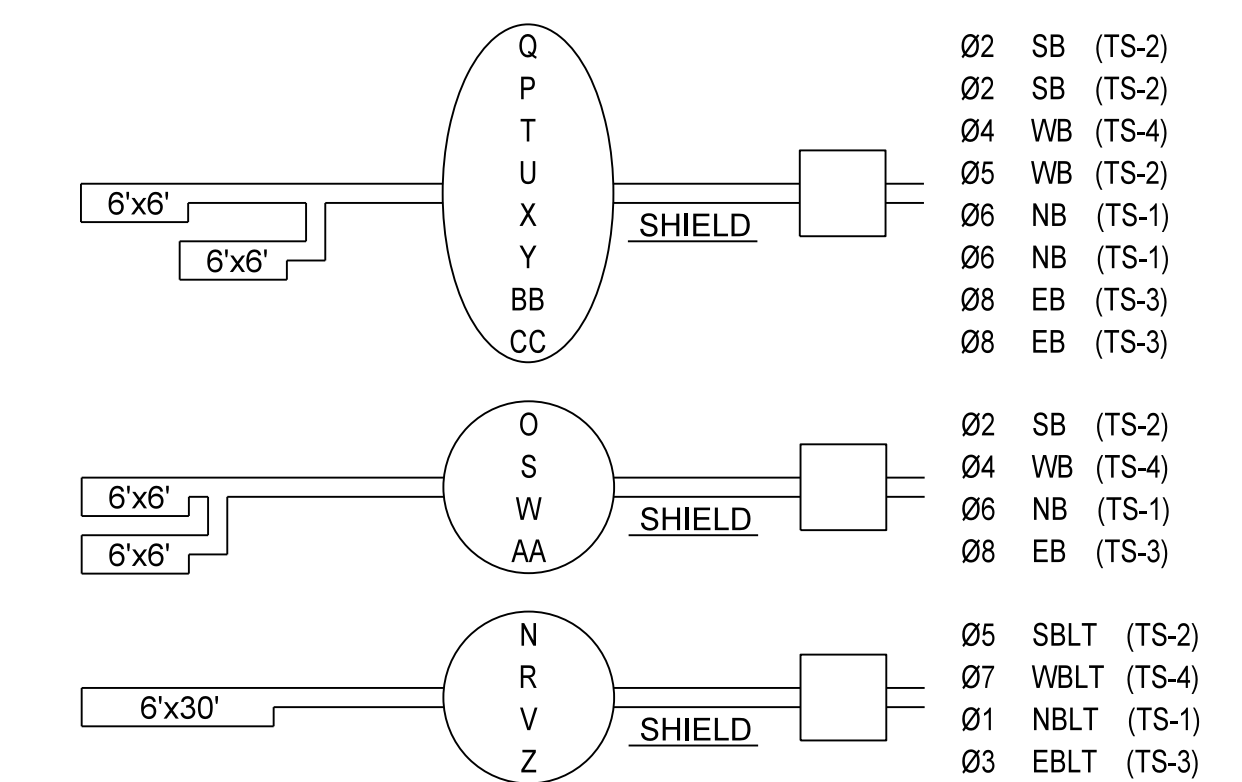 Q Ø2 SB (TS-2)
P Ø2 SB (TS-2)
T Ø4 WB (TS-4)
U Ø5 WB (TS-2)
6'x6' X SHIELD Ø6 NB (TS-1)
6'x6' Y Ø6 NB (TS-1)
BB Ø8 EB (TS-3)
CC Ø8 EB (TS-3)
O Ø2 SB (TS-2)
6'x6' S Ø4 WB (TS-4)
W SHIELD Ø6 NB (TS-1)
6'x6' AA Ø8 EB (TS-3)
N Ø5 SBLT (TS-2)
R Ø7 WBLT (TS-4)
6'x30' V SHIELD Ø1 NBLT (TS-1)
Z Ø3 EBLT (TS-3)